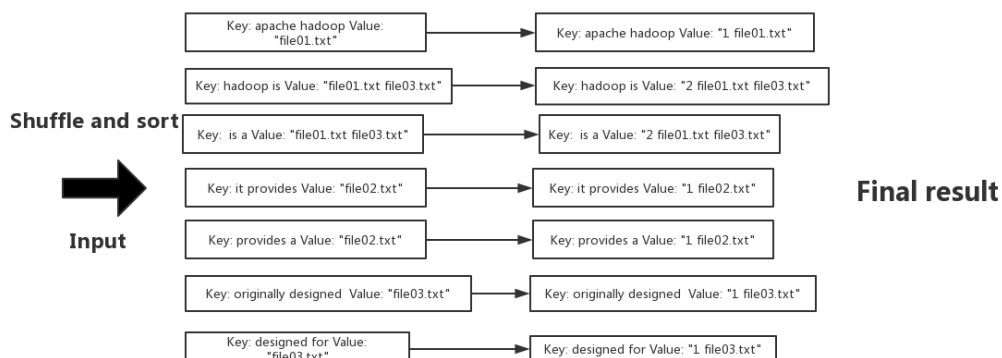 Key: apache hadoop Value:
"file01.txt"
Key: apache hadoop Value: "1 file01.txt"
Key: hadoop is Value: "file01.txt file03.txt"
Key: hadoop is Value: "2 file01.txt file03.txt"
Shuffle and sort
Key:  is a Value: "file01.txt file03.txt"
Key:  is a Value: "2 file01.txt file03.txt"
Key: it provides Value: "file02.txt"
Key: it provides Value: "1 file02.txt"
Final result
Input
Key: provides a Value: "file02.txt"
Key: provides a Value: "1 file02.txt"
Key: originally designed  Value: "file03.txt"
Key: originally designed  Value: "1 file03.txt"
Key: designed for Value:
"file03.txt"
Key: designed for Value: "1 file03.txt"